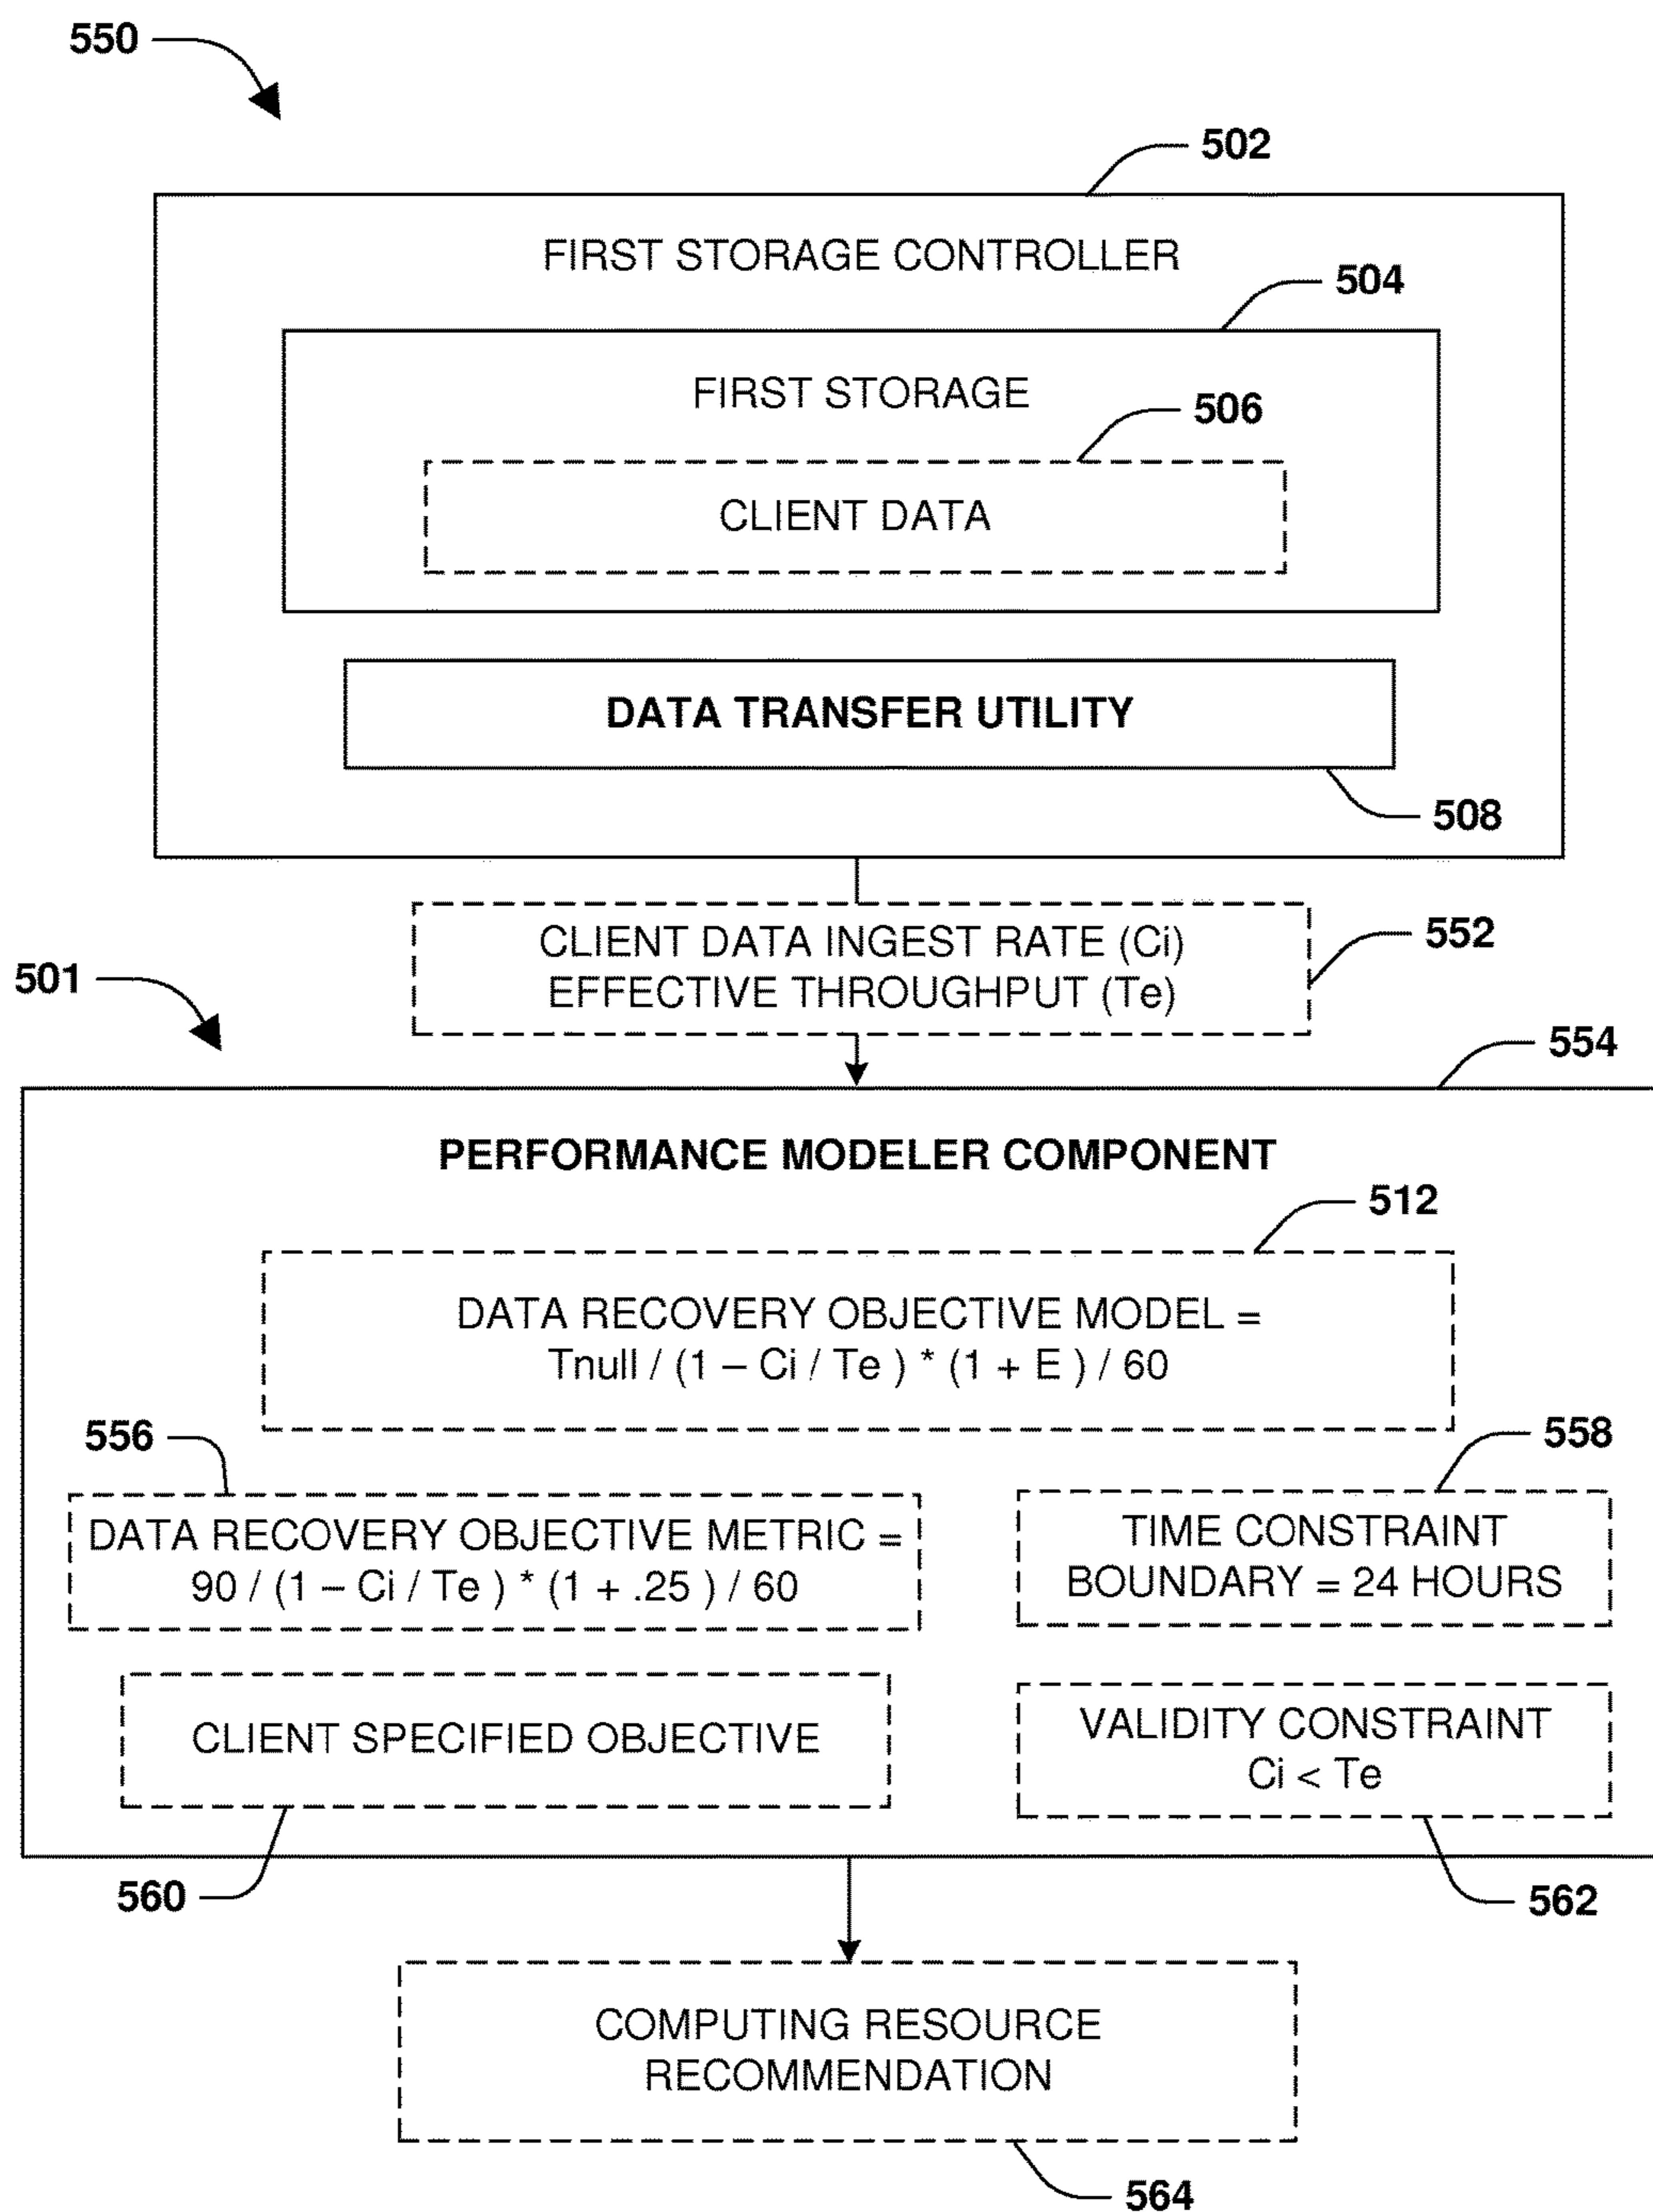 550
502
FIRST STORAGE CONTROLLER
504
FIRST STORAGE
506
CLIENT DATA
DATA TRANSFER UTILITY
508
CLIENT DATA INGEST RATE (Ci)
EFFECTIVE THROUGHPUT (Te)
552
501
554
PERFORMANCE MODELER COMPONENT
512
DATA RECOVERY OBJECTIVE MODEL =
Tnull / (1 – Ci / Te ) * (1 + E ) / 60
556
558
DATA RECOVERY OBJECTIVE METRIC =
90 / (1 – Ci / Te ) * (1 + .25 ) / 60
TIME CONSTRAINT
BOUNDARY = 24 HOURS
CLIENT SPECIFIED OBJECTIVE
VALIDITY CONSTRAINT
Ci < Te
560
562
COMPUTING RESOURCE
RECOMMENDATION
564